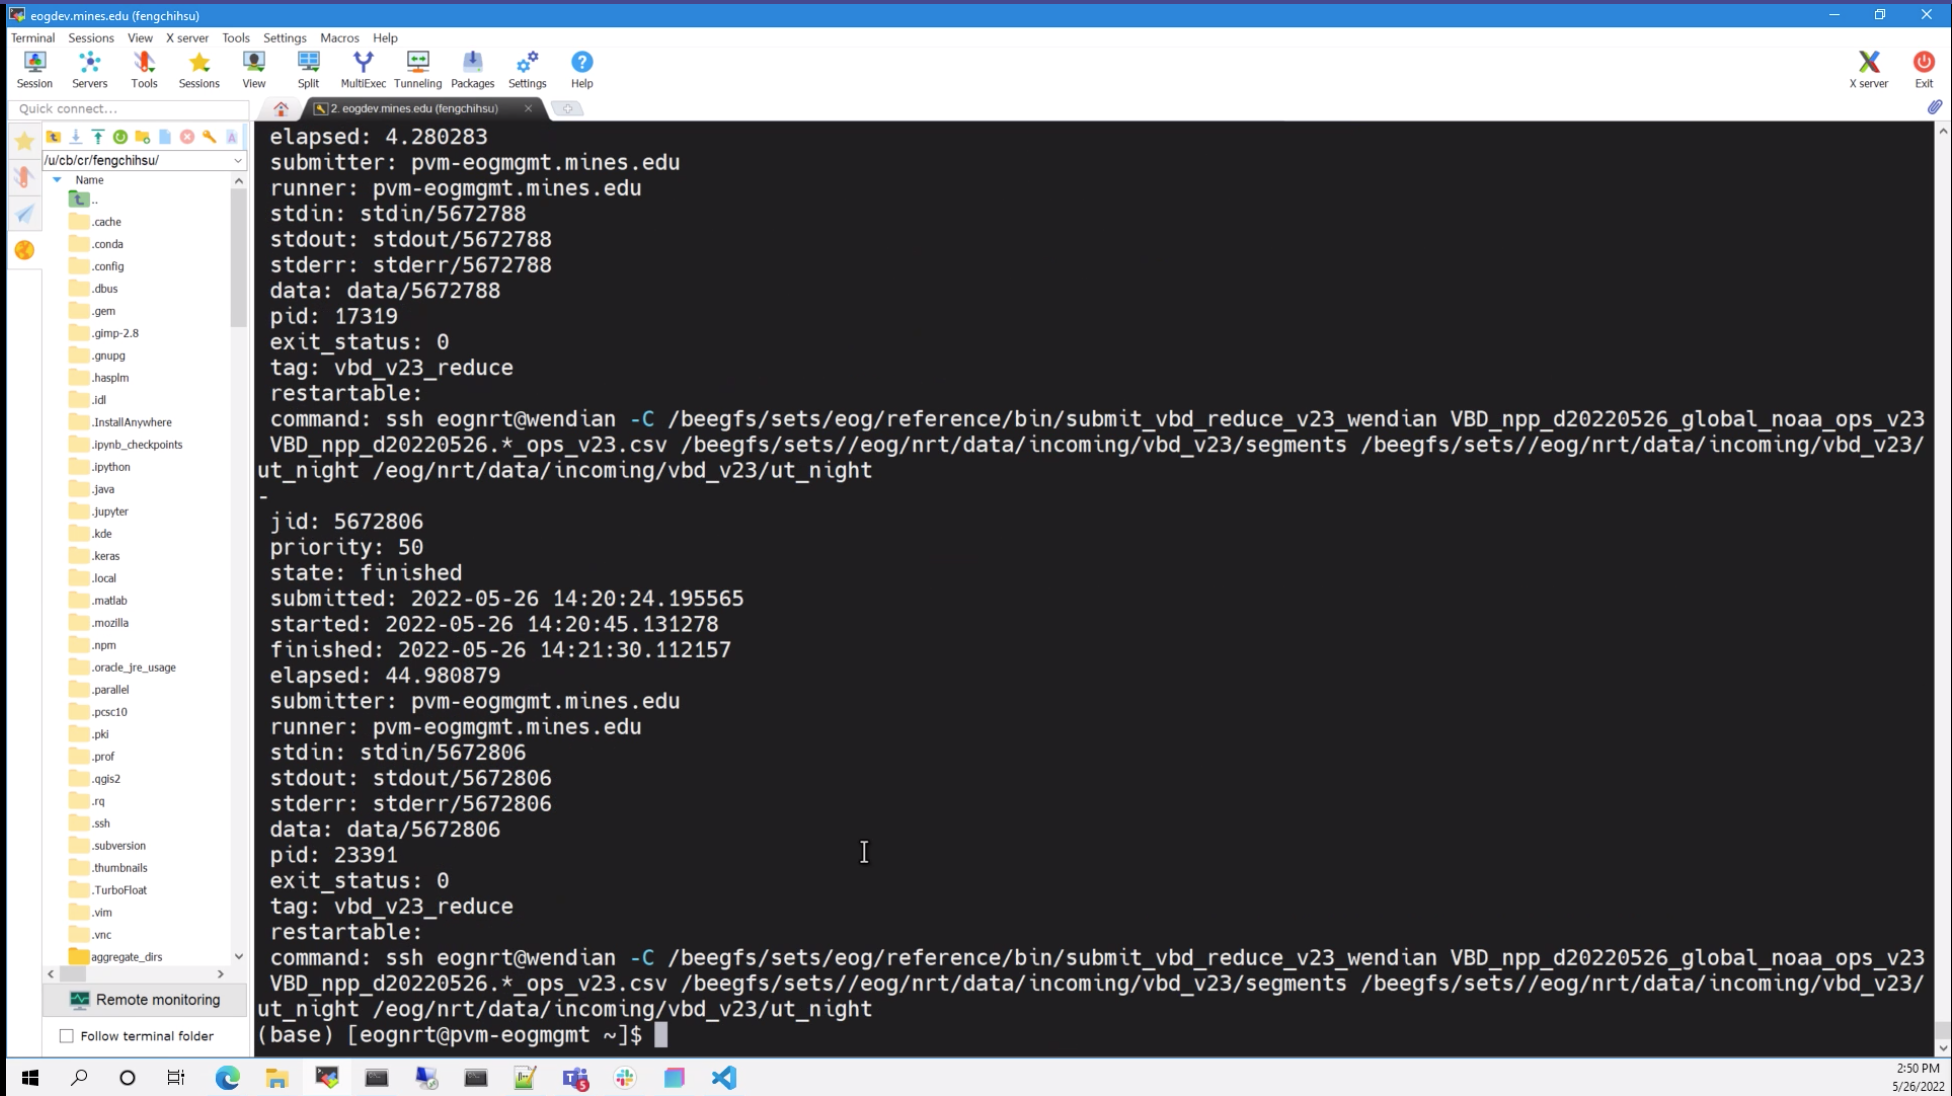 eogdev.mines.edu (fengchihsu)
Terminal Sessions View X server Tools Settings Macros Help
Session Servers Tools Sessions View Split MultiExec Tunneling Packages Settings Help X server Exit
Quick connect...
2. eogdev.mines.edu (fengchihsu)
/u/cb/cr/fengchihsu/
Name
..
.cache
.conda
.config
.dbus
.gem
.gimp-2.8
.gnupg
.hasplm
.idl
.InstallAnywhere
.ipynb_checkpoints
.ipython
.java
.jupyter
.kde
.keras
.local
.matlab
.mozilla
.npm
.oracle_jre_usage
.parallel
.pcsc10
.pki
.prof
.qgis2
.rq
.ssh
.subversion
.thumbnails
.TurboFloat
.vim
.vnc
aggregate_dirs
Remote monitoring
Follow terminal folder
elapsed: 4.280283
submitter: pvm-eogmgmt.mines.edu
runner: pvm-eogmgmt.mines.edu
stdin: stdin/5672788
stdout: stdout/5672788
stderr: stderr/5672788
data: data/5672788
pid: 17319
exit_status: 0
tag: vbd_v23_reduce
restartable:
command: ssh eognrt@wendian -C /beegfs/sets/eog/reference/bin/submit_vbd_reduce_v23_wendian VBD_npp_d20220526_global_noaa_ops_v23
VBD_npp_d20220526.*_ops_v23.csv /beegfs/sets//eog/nrt/data/incoming/vbd_v23/segments /beegfs/sets//eog/nrt/data/incoming/vbd_v23/
ut_night /eog/nrt/data/incoming/vbd_v23/ut_night
-
jid: 5672806
priority: 50
state: finished
submitted: 2022-05-26 14:20:24.195565
started: 2022-05-26 14:20:45.131278
finished: 2022-05-26 14:21:30.112157
elapsed: 44.980879
submitter: pvm-eogmgmt.mines.edu
runner: pvm-eogmgmt.mines.edu
stdin: stdin/5672806
stdout: stdout/5672806
stderr: stderr/5672806
data: data/5672806
pid: 23391
exit_status: 0
tag: vbd_v23_reduce
restartable:
command: ssh eognrt@wendian -C /beegfs/sets/eog/reference/bin/submit_vbd_reduce_v23_wendian VBD_npp_d20220526_global_noaa_ops_v23
VBD_npp_d20220526.*_ops_v23.csv /beegfs/sets//eog/nrt/data/incoming/vbd_v23/segments /beegfs/sets//eog/nrt/data/incoming/vbd_v23/
ut_night /eog/nrt/data/incoming/vbd_v23/ut_night
(base) [eognrt@pvm-eogmgmt ~]$
5
2:50 PM
5/26/2022